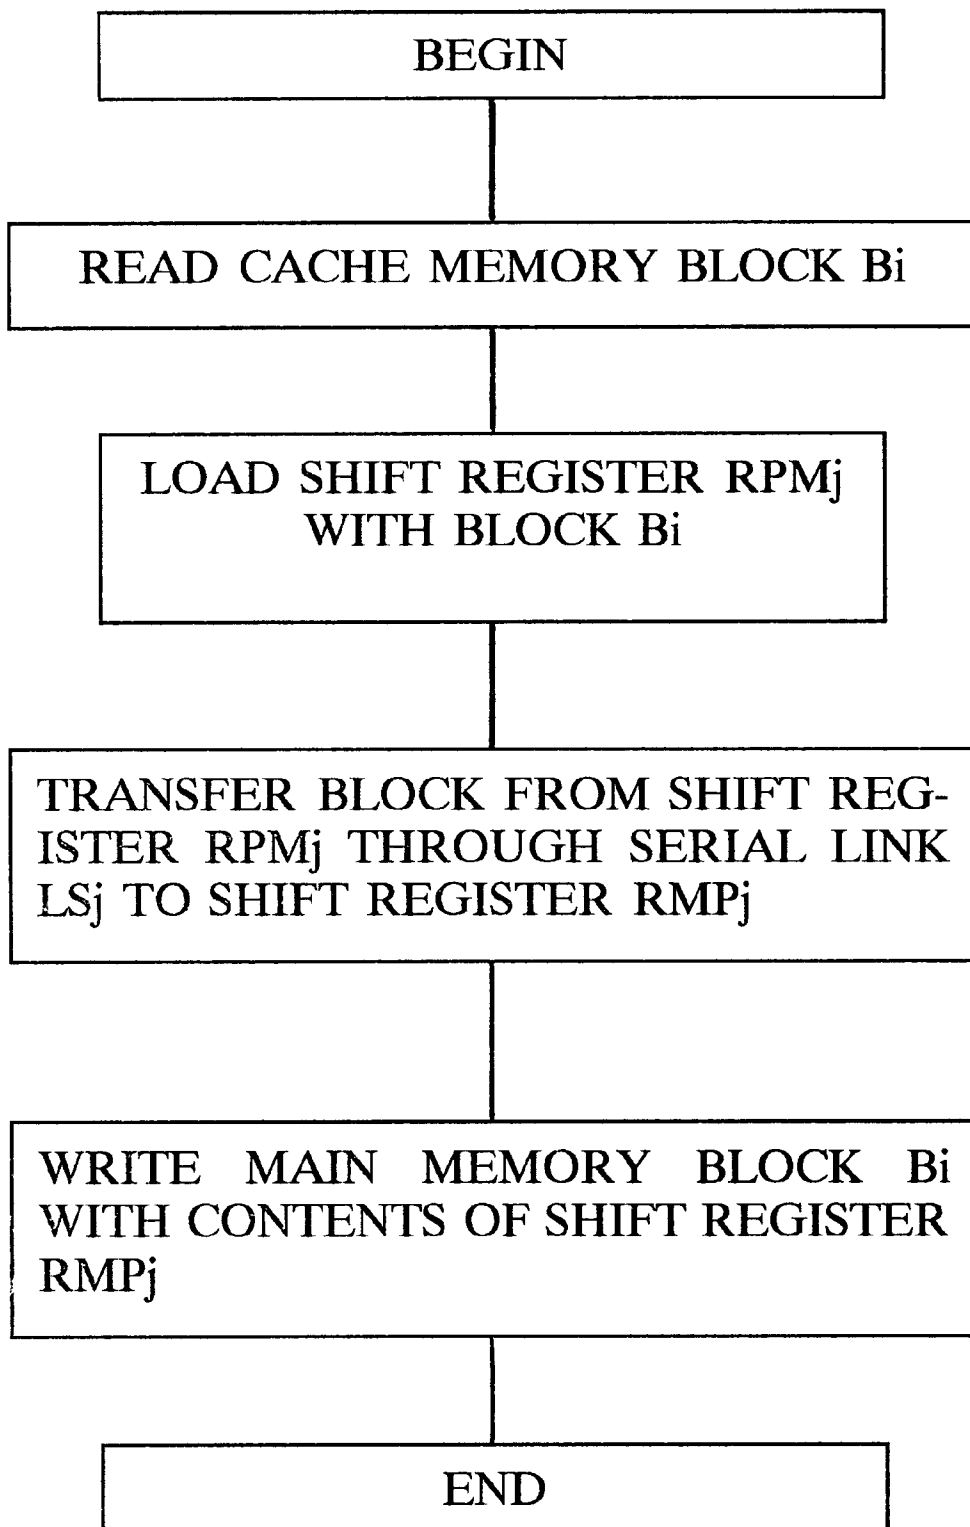 BEGIN
READ CACHE MEMORY BLOCK Bi
LOAD SHIFT REGISTER RPMj
WITH BLOCK Bi
TRANSFER BLOCK FROM SHIFT REG-
ISTER RPMj THROUGH SERIAL LINK
LSj TO SHIFT REGISTER RMPj
WRITE MAIN MEMORY BLOCK Bi
WITH CONTENTS OF SHIFT REGISTER
RMPj
END